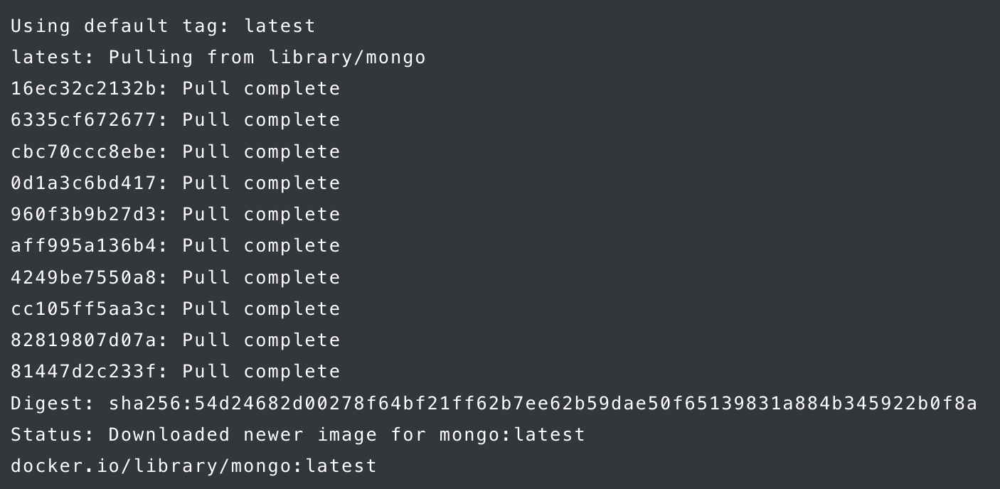 Using default tag: latest
latest: Pulling from library/mongo
16ec32c2132b: Pull complete
6335cf672677: Pull complete
cbc70ccc8ebe: Pull complete
0d1a3c6bd417: Pull complete
960f3b9b27d3: Pull complete
aff995a136b4: Pull complete
4249be7550a8: Pull complete
cc105ff5aa3c: Pull complete
82819807d07a: Pull complete
81447d2c233f: Pull complete
Digest: sha256:54d24682d00278f64bf21ff62b7ee62b59dae50f65139831a884b345922b0f8a
Status: Downloaded newer image for mongo:latest
docker.io/library/mongo:latest